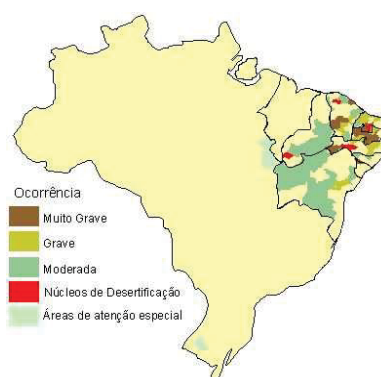 Ocorrência
Muito Grave
Grave
Moderada
Núcleos de Desertificação
Áreas de atenção especial